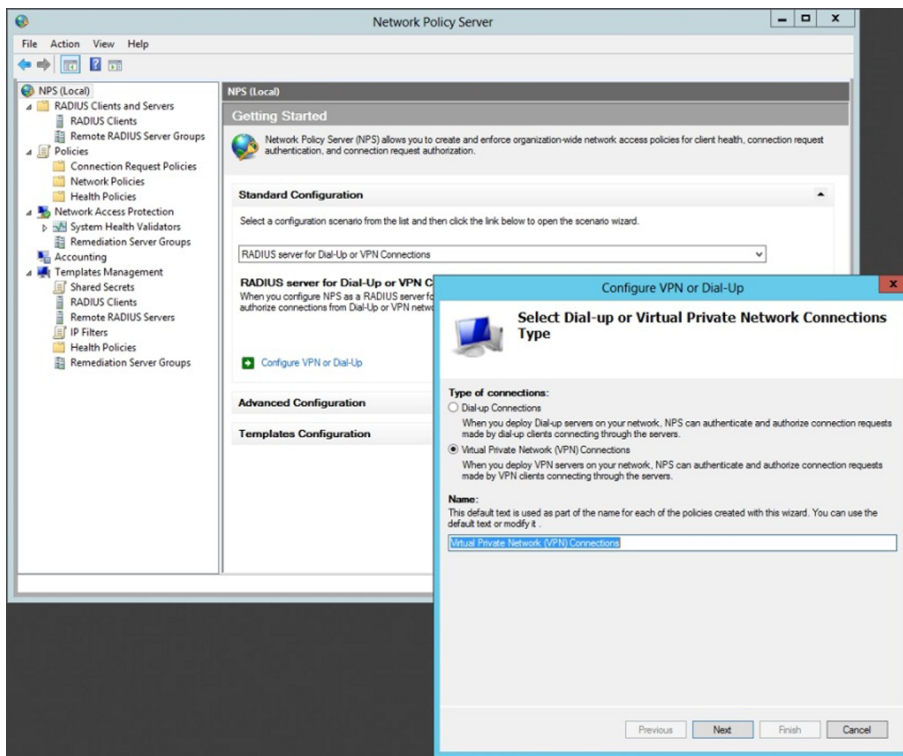 Network Policy Server
File Action View Help
NPS (Local)
RADIUS Clients and Servers
RADIUS Clients
Remote RADIUS Server Groups
Policies
Connection Request Policies
Network Policies
Health Policies
Network Access Protection
System Health Validators
Remediation Server Groups
Accounting
Templates Management
Shared Secrets
RADIUS Clients
Remote RADIUS Servers
IP Filters
Health Policies
Remediation Server Groups
NPS (Local)
Getting Started
Network Policy Server (NPS) allows you to create and enforce organization-wide network access policies for client health, connection request
authentication, and connection request authorization.
Standard Configuration
Select a configuration scenario from the list and then click the link below to open the scenario wizard.
RADIUS server for Dial-Up or VPN Connections
RADIUS server for Dial-Up or VPN C
When you configure NPS as a RADIUS server fo
authorize connections from Dial-Up or VPN netwo
Configure VPN or Dial-Up
Advanced Configuration
Templates Configuration
Configure VPN or Dial-Up
Select Dial-up or Virtual Private Network Connections
Type
Type of connections:
Dial-up Connections
When you deploy Dial-up servers on your network, NPS can authenticate and authorize connection requests
made by dial-up clients connecting through the servers.
Virtual Private Network (VPN) Connections
When you deploy VPN servers on your network, NPS can authenticate and authorize connection requests
made by VPN clients connecting through the servers.
Name:
This default text is used as part of the name for each of the policies created with this wizard. You can use the
default text or modify it .
Virtual Private Network (VPN) Connections
Previous Next Finish Cancel